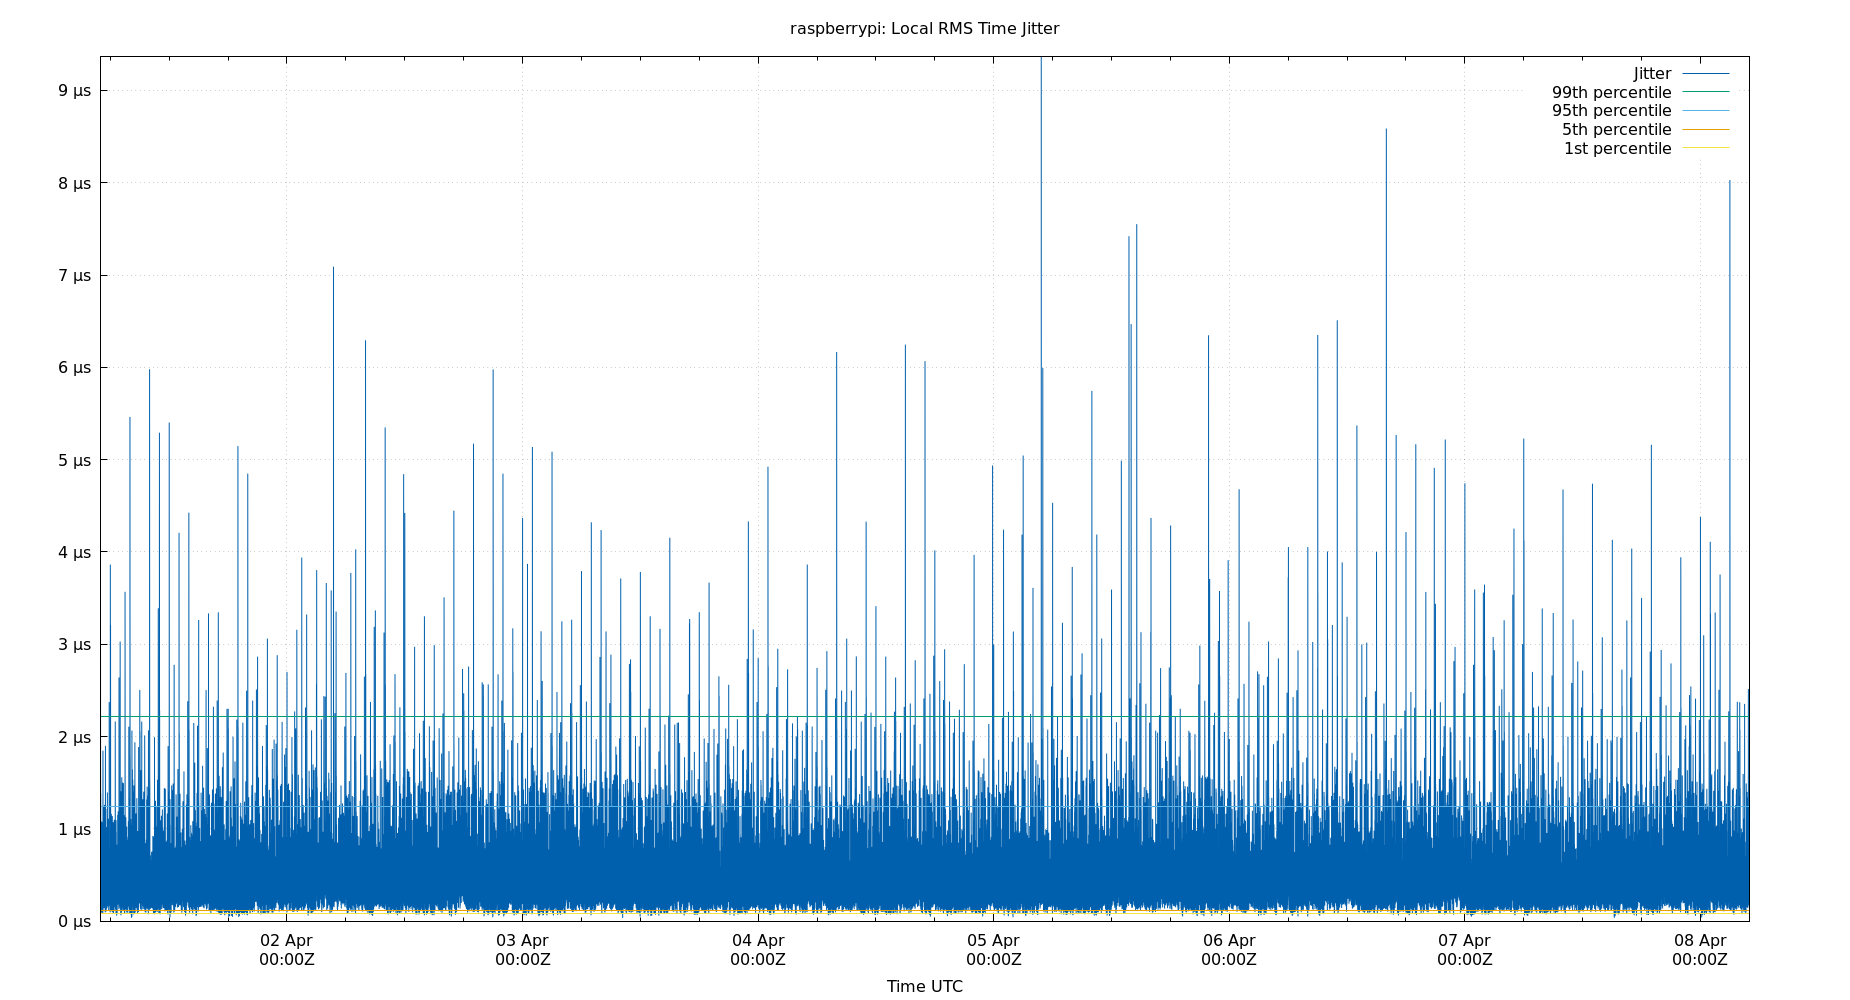 raspberrypi: Local RMS Time Jitter
Jitter
99th percentile
95th percentile
5th percentile
1st percentile
9 µs
8 µs
7 µs
6 µs
5 µs
4 µs
3 µs
2 µs
1 µs
0 µs
02 Apr 03 Apr 04 Apr 05 Apr 06 Apr 07 Apr 08 Apr
00:00Z 00:00Z 00:00Z 00:00Z 00:00Z 00:00Z 00:00Z
Time UTC